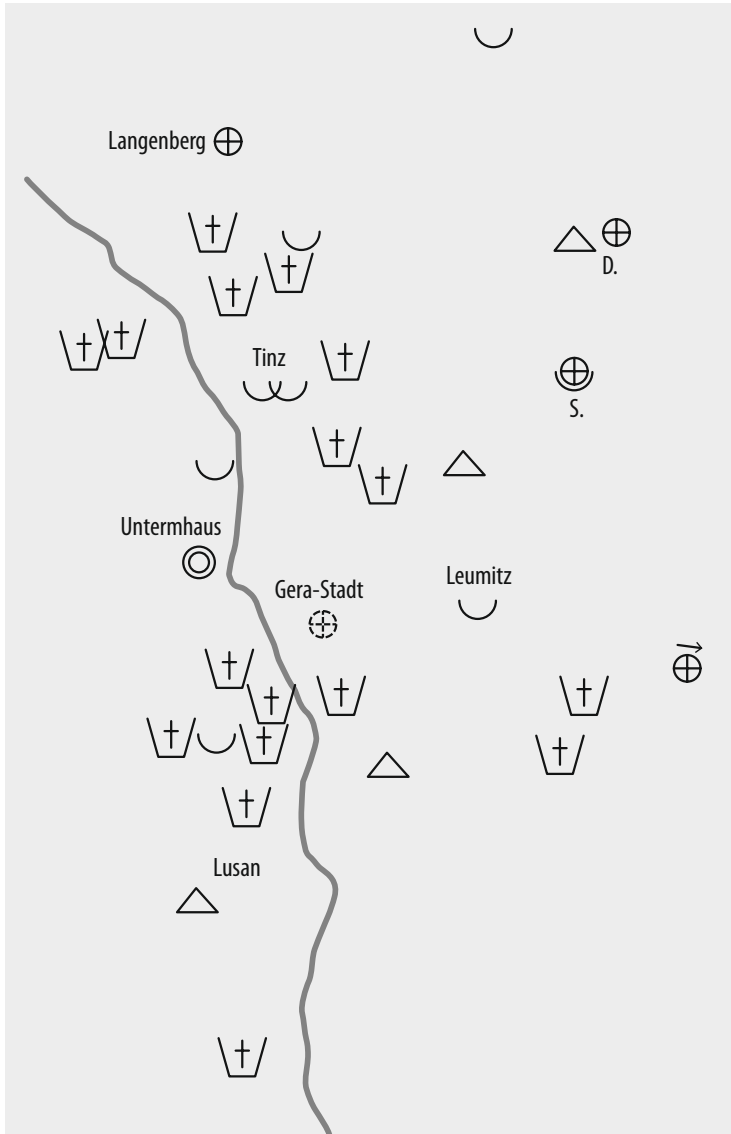 Langenberg
D.
Tinz
S.
Untermhaus
Gera-Stadt
Leumitz
Lusan